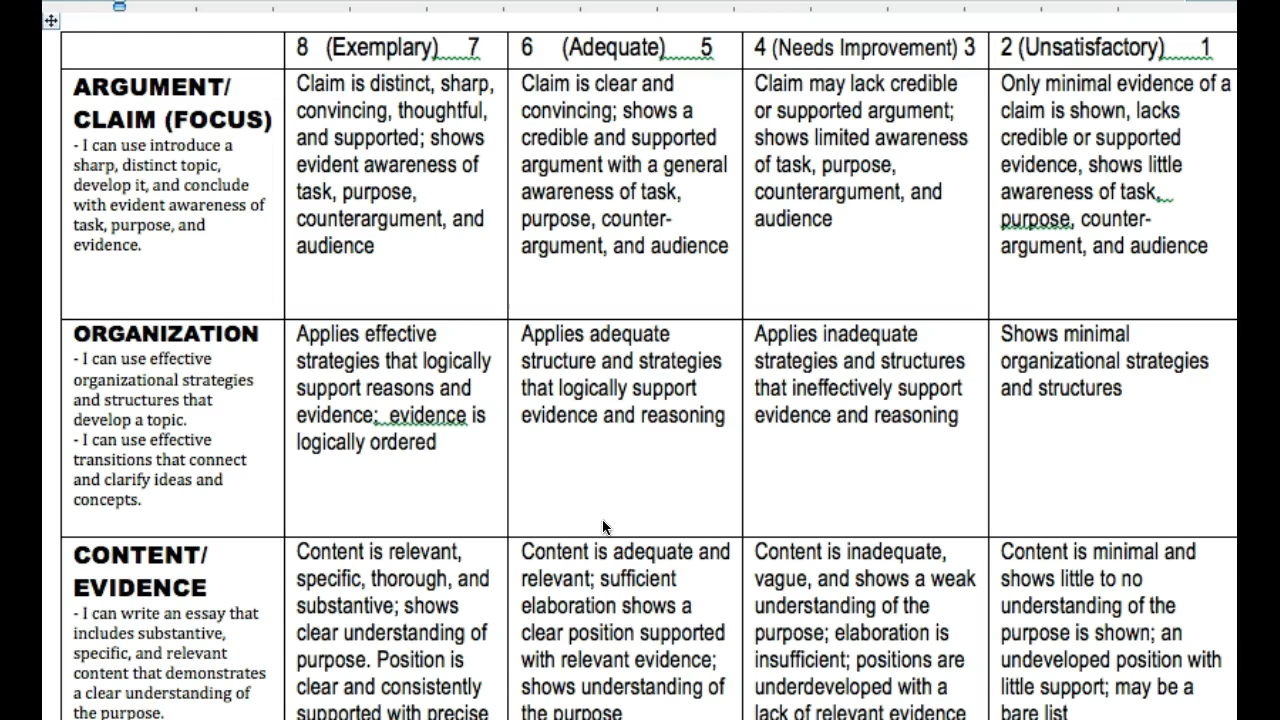 8 (Exemplary) 7
6 (Adequate) 5
4 (Needs Improvement) 3
2 (Unsatisfactory) 1
ARGUMENT/
CLAIM (FOCUS)
- I can use introduce a
sharp, distinct topic,
develop it, and conclude
with evident awareness of
task, purpose, and
evidence.
Claim is distinct, sharp,
convincing, thoughtful,
and supported; shows
evident awareness of
task, purpose,
counterargument, and
audience
Claim is clear and
convincing; shows a
credible and supported
argument with a general
awareness of task,
purpose, counter-
argument, and audience
Claim may lack credible
or supported argument;
shows limited awareness
of task, purpose,
counterargument, and
audience
Only minimal evidence of a
claim is shown, lacks
credible or supported
evidence, shows little
awareness of task,
purpose, counter-
argument, and audience
ORGANIZATION
- I can use effective
organizational strategies
and structures that
develop a topic.
- I can use effective
transitions that connect
and clarify ideas and
concepts.
Applies effective
strategies that logically
support reasons and
evidence; evidence is
logically ordered
Applies adequate
structure and strategies
that logically support
evidence and reasoning
Applies inadequate
strategies and structures
that ineffectively support
evidence and reasoning
Shows minimal
organizational strategies
and structures
CONTENT/
EVIDENCE
- I can write an essay that
includes substantive,
specific, and relevant
content that demonstrates
a clear understanding of
the purpose.
Content is relevant,
specific, thorough, and
substantive; shows
clear understanding of
purpose. Position is
clear and consistently
supported with precise
Content is adequate and
relevant; sufficient
elaboration shows a
clear position supported
with relevant evidence;
shows understanding of
the purpose
Content is inadequate,
vague, and shows a weak
understanding of the
purpose; elaboration is
insufficient; positions are
underdeveloped with a
lack of relevant evidence
Content is minimal and
shows little to no
understanding of the
purpose is shown; an
undeveloped position with
little support; may be a
bare list